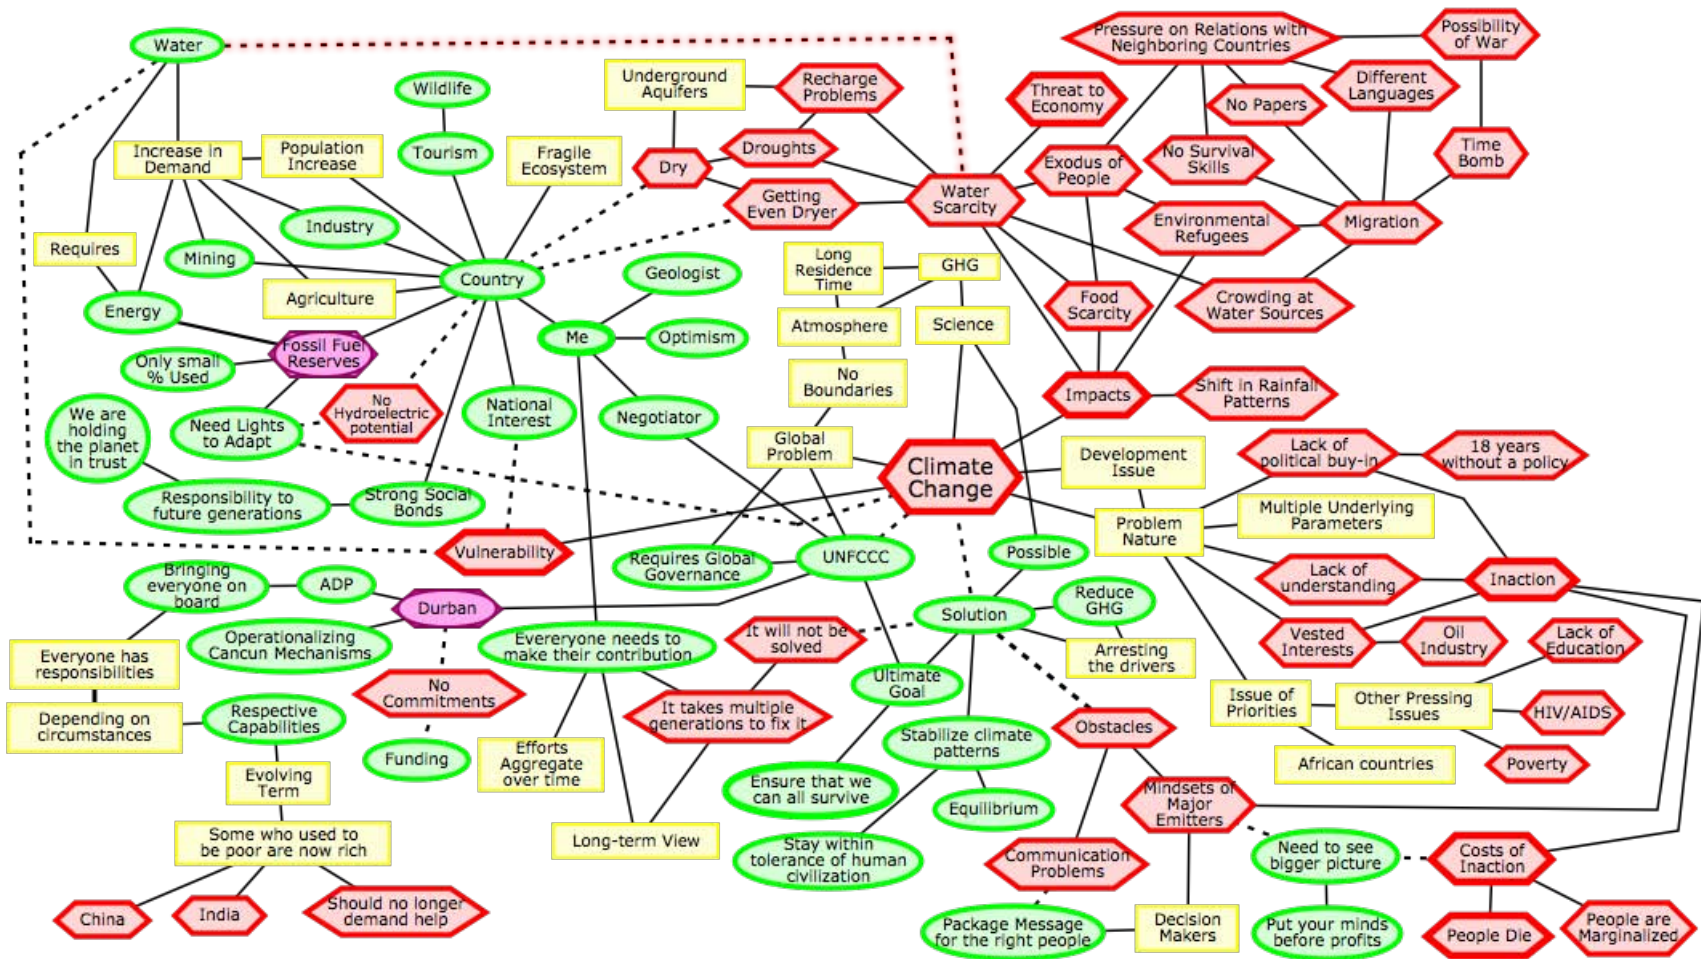 Water
Wildlife
Tourism
Underground
Aquifers
Recharge
Problems
Threat to
Economy
Pressure on Relations with
Neighboring Countries
Possibility
of War
Different
Languages
No Papers
Increase in
Demand
Population
Increase
Fragile
Ecosystem
Dry
Droughts
Getting
Even Dryer
Water
Scarcity
Exodus of
People
No Survival
Skills
Time
Bomb
Environmental
Refugees
Migration
Requires
Mining
Industry
Agriculture
Country
Geologist
Long
Residence
Time
GHG
Food
Scarcity
Crowding at
Water Sources
Energy
Fossil Fuel
Reserves
Me
Optimism
Atmosphere
Science
Only small
% Used
No
Hydroelectric
potential
National
Interest
Negotiator
No
Boundaries
Impacts
Shift in Rainfall
Patterns
We are
holding
the planet
in trust
Need Lights
to Adapt
Global
Problem
Climate
Change
Development
Issue
Lack of
political buy-in
18 years
without a policy
Responsibility to
future generations
Strong Social
Bonds
Multiple Underlying
Parameters
Problem
Nature
Vulnerability
Requires Global
Governance
UNFCCC
Possible
Lack of
understanding
Inaction
Bringing
everyone on
board
ADP
Durban
Solution
Reduce
GHG
Operationalizing
Cancun Mechanisms
Evereryone needs to
make their contribution
It will not be
solved
Arresting
the drivers
Vested
Interests
Oil
Industry
Lack of
Education
Everyone has
responsibilities
No
Commitments
Ultimate
Goal
Issue of
Priorities
Other Pressing
Issues
HIV/AIDS
Depending on
circumstances
Respective
Capabilities
It takes multiple
generations to fix it
Stabilize climate
patterns
Obstacles
Funding
Efforts
Aggregate
over time
African countries
Poverty
Evolving
Term
Ensure that we
can all survive
Equilibrium
Mindsets of
Major
Emitters
Some who used to
be poor are now rich
Long-term View
Stay within
tolerance of human
civilization
Communication
Problems
Need to see
bigger picture
Costs of
Inaction
China
India
Should no longer
demand help
Package Message
for the right people
Decision
Makers
Put your minds
before profits
People Die
People are
Marginalized